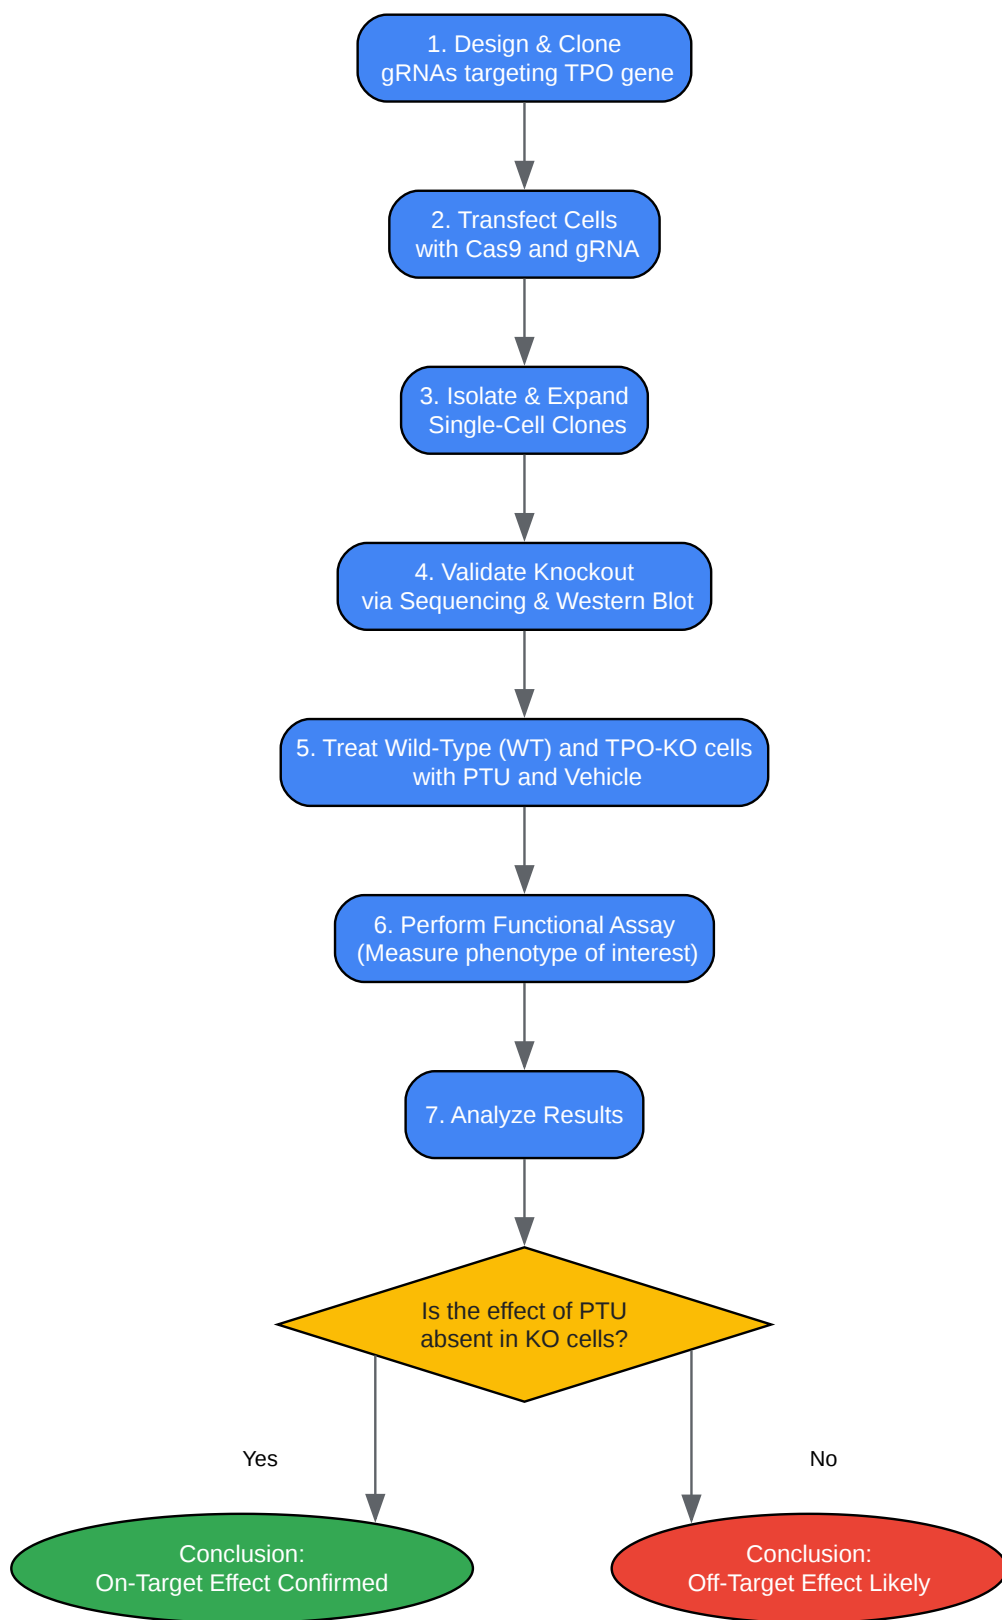 1. Design & Clone
gRNAs targeting TPO gene
2. Transfect Cells
with Cas9 and gRNA
3. Isolate & Expand
Single-Cell Clones
4. Validate Knockout
via Sequencing & Western Blot
5. Treat Wild-Type (WT) and TPO-KO cells
with PTU and Vehicle
6. Perform Functional Assay
(Measure phenotype of interest)
7. Analyze Results
Is the effect of PTU
absent in KO cells?
Yes
No
Conclusion:
On-Target Effect Confirmed
Conclusion:
Off-Target Effect Likely